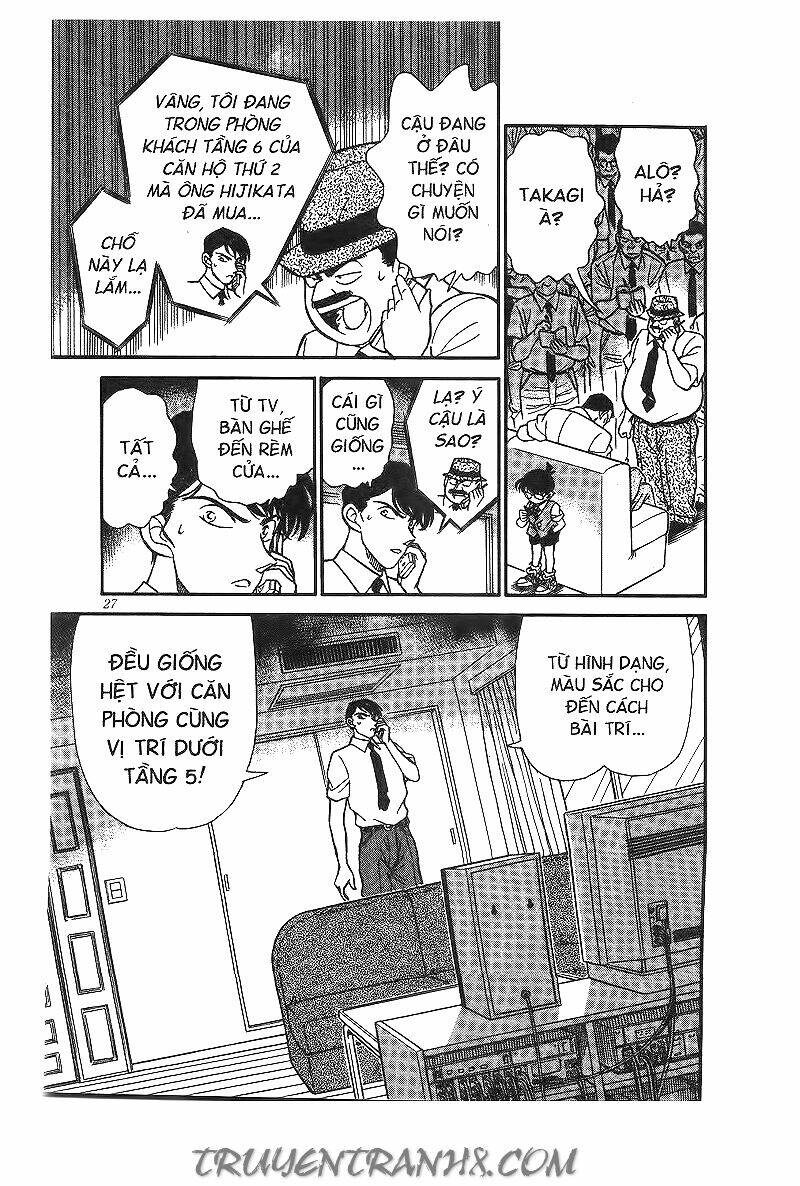 ALÔ?
HẢ?
TAKAGI
À?
CẬU ĐANG
Ở ĐÂU
THẾ? CÓ
CHUYỆN
GÌ MUỐN
NÓI?
VÂNG, TÔI ĐANG
TRONG PHÒNG
KHÁCH TẦNG 6 CỦA
CĂN HỘ THỨ 2
MÀ ÔNG HIJIKATA
ĐÃ MUA...
CHỖ
NÀY LẠ
LẮM...
LẠ? Ý
CẬU LÀ
SAO?
CÁI GÌ
CŨNG
GIỐNG
...
TỪ TV,
BÀN GHẾ
ĐẾN RÈM
CỬA...
TẤT
CẢ...
27
TỪ HÌNH DẠNG,
MÀU SẮC CHO
ĐẾN CÁCH
BÀI TRÍ...
ĐỀU GIỐNG
HỆT VỚI CĂN
PHÒNG CÙNG
VỊ TRÍ DƯỚI
TẦNG 5!
TRUYENTRANH8.COM